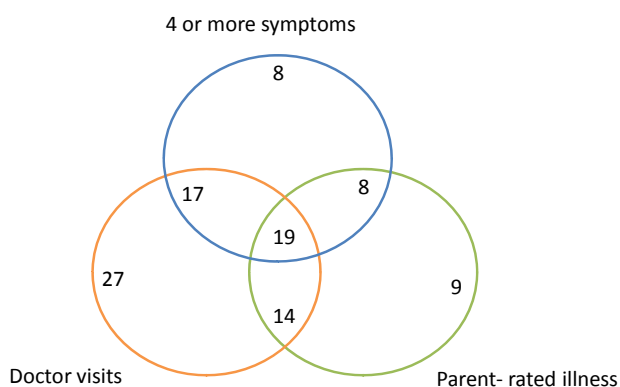 4 or more symptoms
8
17
8
19
27
9
14
Doctor visits
Parent- rated illness